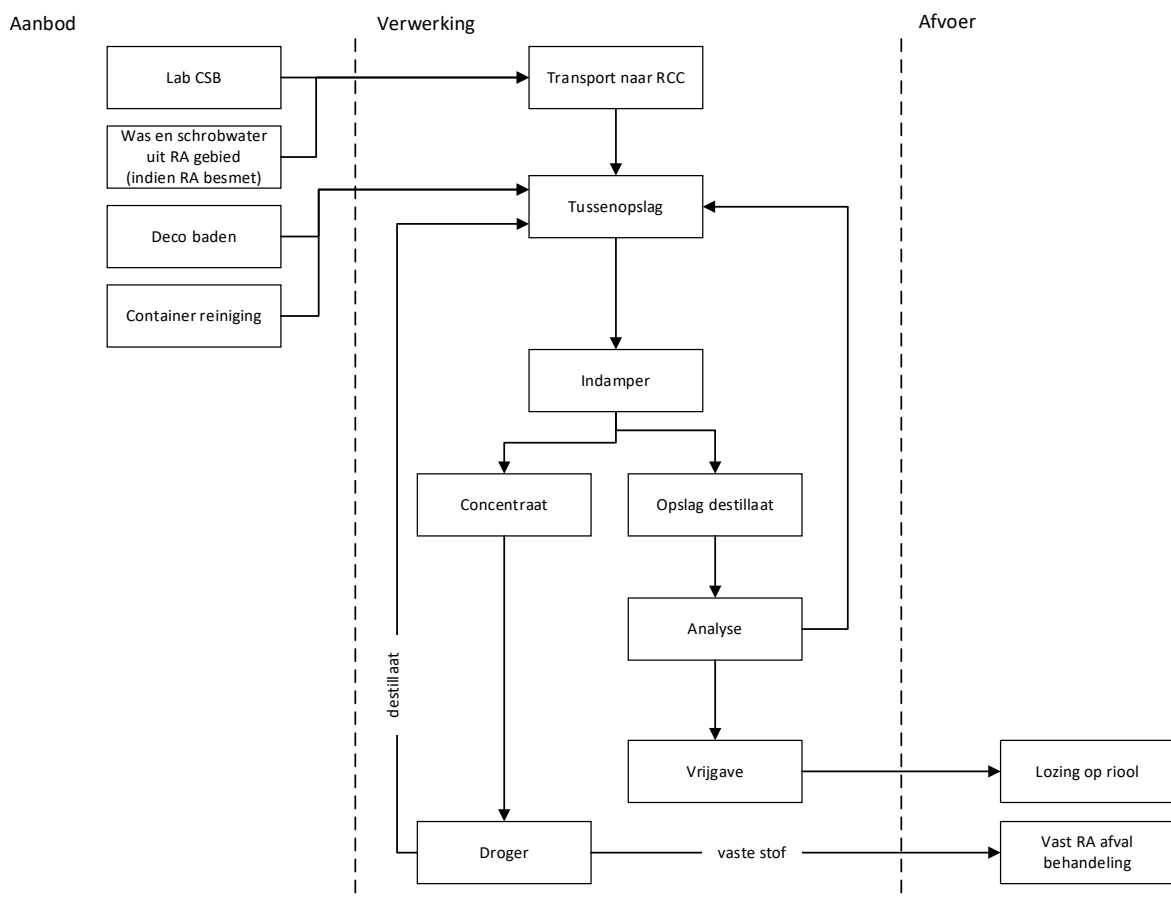 Aanbod
Verwerking
Afvoer
Lab CSB
Transport naar RCC
Was en schrobwater
uit RA gebied
(indien RA besmet)
Tussenopslag
Deco baden
Container reiniging
Indamper
Concentraat
Opslag destillaat
Analyse
destillaat
Vrijgave
Lozing op riool
Droger
vaste stof
Vast RA afval
behandeling